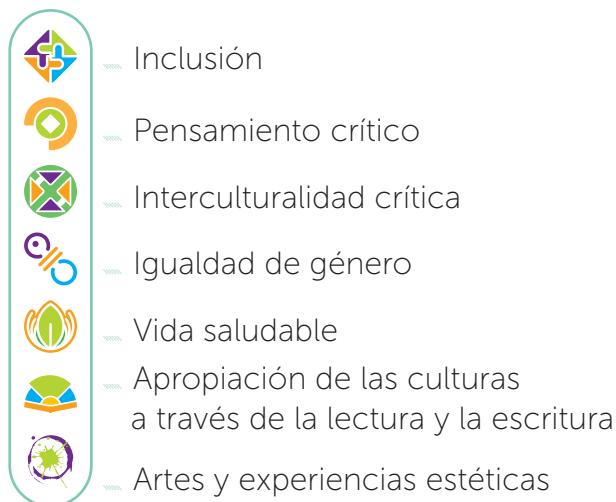 Inclusión
Pensamiento crítico
Interculturalidad crítica
Igualdad de género
Vida saludable
Apropiación de las culturas
a través de la lectura y la escritura
Artes y experiencias estéticas